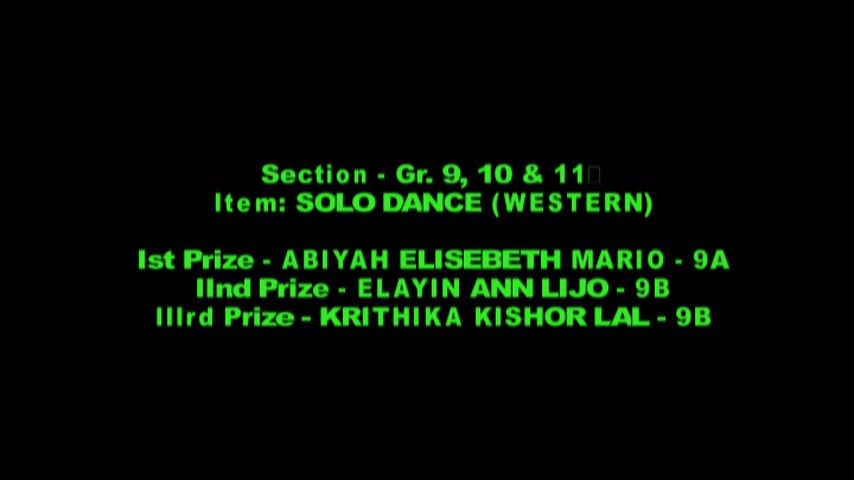 Section - Gr. 9, 10 & 11
Item: SOLO DANCE (WESTERN)
Ist Prize - ABIYAH ELISEBETH MARIO - 9A
IInd Prize - ELAYIN ANN LIJO - 9B
IIIrd Prize - KRITHIKA KISHOR LAL - 9B